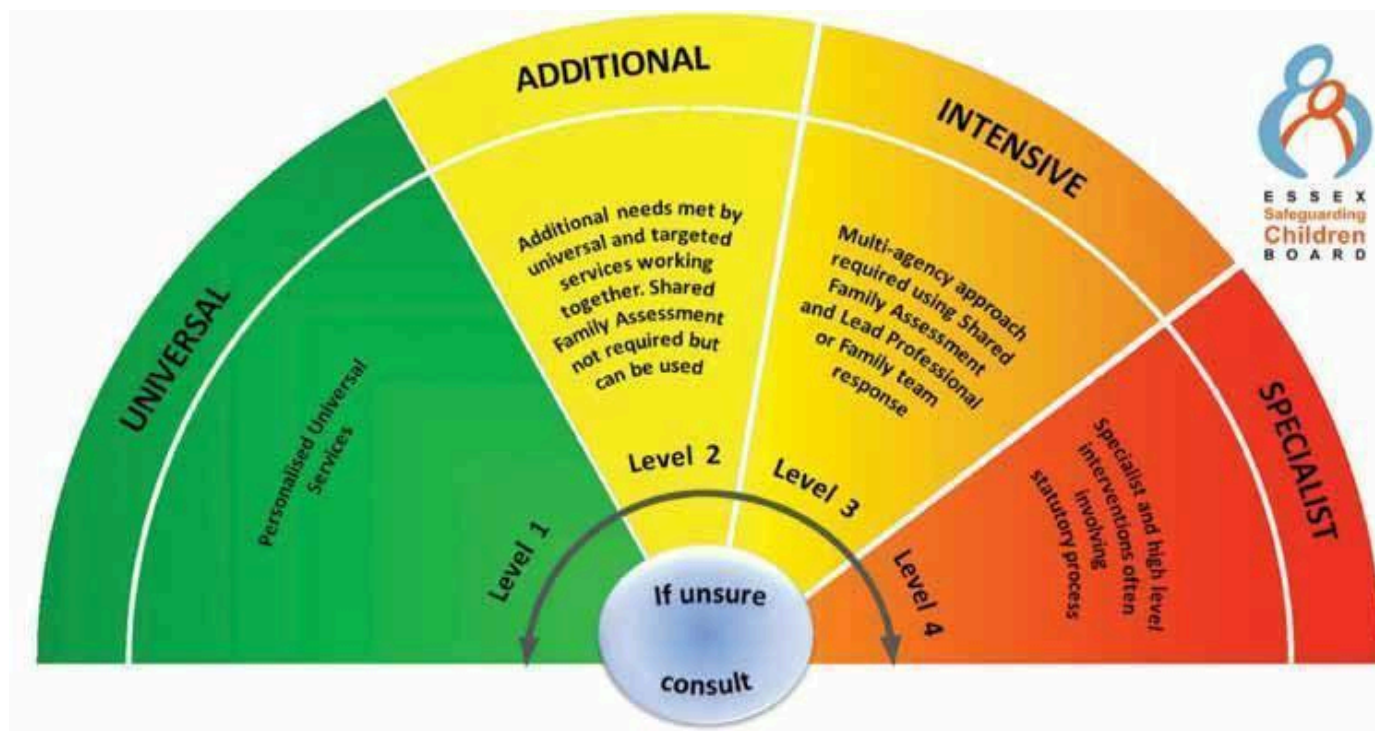 UNIVERSAL
Personalised Universal
Services
Level 1
ADDITIONAL
Additional needs met by
universal and targeted
services working
together. Shared
Family Assessment
not required but
can be used
Level 2
INTENSIVE
Multi-agency approach
required using Shared
Family Assessment
and Lead Professional
or Family team
response
Level 3
SPECIALIST
Specialist and high level
interventions often
involving
statutory process
Level 4
If unsure
consult
ESSEX
Safeguarding
Children
BOARD